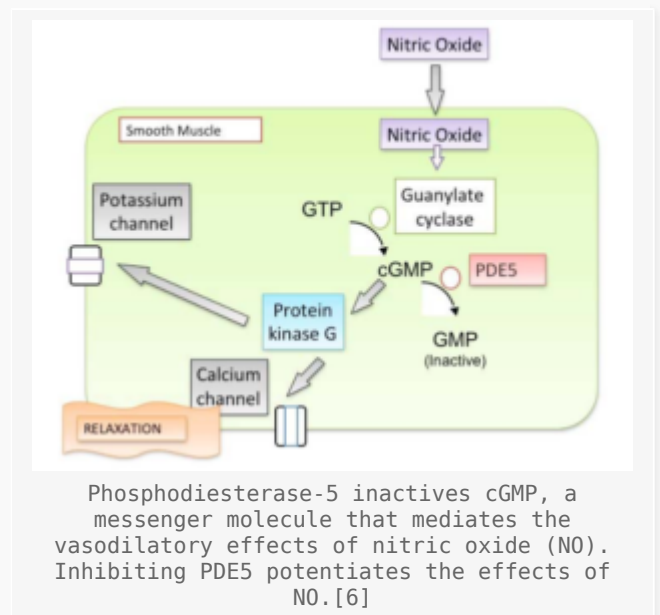 Nitric Oxide
Smooth Muscle
Nitric Oxide
Potassium
channel
GTP
Guanylate
cyclase
cGMP
PDE5
Protein
kinase G
GMP
(Inactive)
Calcium
channel
RELAXATION
Phosphodiesterase-5 inactives cGMP, a
messenger molecule that mediates the
vasodilatory effects of nitric oxide (NO).
Inhibiting PDE5 potentiates the effects of
NO.[6]